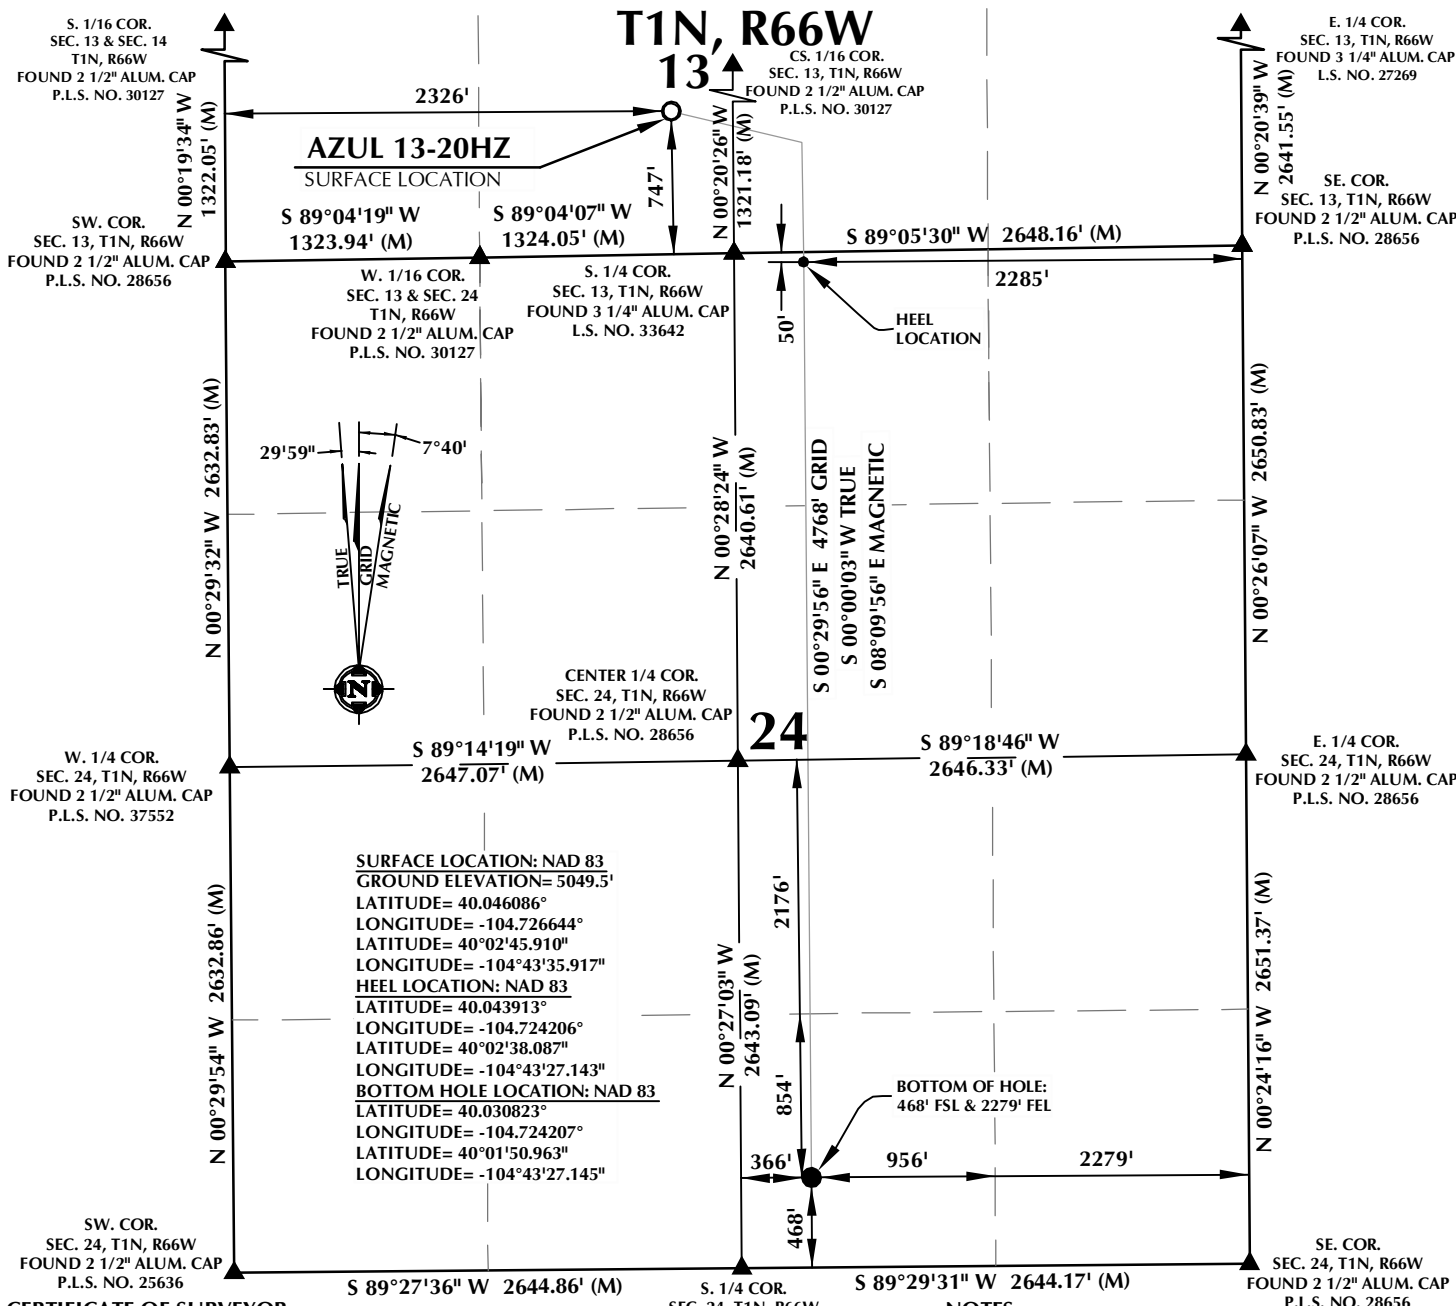 T1N, R66W
S. 1/16 COR.
SEC. 13 & SEC. 14
T1N, R66W
FOUND 2 1/2" ALUM. CAP
P.L.S. NO. 30127
13
CS. 1/16 COR.
SEC. 13, T1N, R66W
FOUND 2 1/2" ALUM. CAP
P.L.S. NO. 30127
E. 1/4 COR.
SEC. 13, T1N, R66W
FOUND 3 1/4" ALUM. CAP
L.S. NO. 27269
N 00°19'34" W
1322.05' (M)
2326'
AZUL 13-20HZ
SURFACE LOCATION
747'
N 00°20'26" W
1321.18' (M)
N 00°20'39" W
2641.55' (M)
SW. COR.
SEC. 13, T1N, R66W
FOUND 2 1/2" ALUM. CAP
P.L.S. NO. 28656
S 89°04'19" W
1323.94' (M)
S 89°04'07" W
1324.05' (M)
S 89°05'30" W 2648.16' (M)
SE. COR.
SEC. 13, T1N, R66W
FOUND 2 1/2" ALUM. CAP
P.L.S. NO. 28656
W. 1/16 COR.
SEC. 13 & SEC. 24
T1N, R66W
FOUND 2 1/2" ALUM. CAP
P.L.S. NO. 30127
S. 1/4 COR.
SEC. 13, T1N, R66W
FOUND 3 1/4" ALUM. CAP
L.S. NO. 33642
50'
2285'
HEEL
LOCATION
N 00°29'32" W 2632.83' (M)
29'59"
7°40'
TRUE
GRID
MAGNETIC
N
N 00°28'24" W
2640.61' (M)
S 00°29'56" E 4768' GRID
S 00°00'03" W TRUE
S 08°09'56" E MAGNETIC
N 00°26'07" W 2650.83' (M)
CENTER 1/4 COR.
SEC. 24, T1N, R66W
FOUND 2 1/2" ALUM. CAP
P.L.S. NO. 28656
24
W. 1/4 COR.
SEC. 24, T1N, R66W
FOUND 2 1/2" ALUM. CAP
P.L.S. NO. 37552
S 89°14'19" W
2647.07' (M)
S 89°18'46" W
2646.33' (M)
E. 1/4 COR.
SEC. 24, T1N, R66W
FOUND 2 1/2" ALUM. CAP
P.L.S. NO. 28656
SURFACE LOCATION: NAD 83
GROUND ELEVATION= 5049.5'
LATITUDE= 40.046086°
LONGITUDE= -104.726644°
LATITUDE= 40°02'45.910"
LONGITUDE= -104°43'35.917"
HEEL LOCATION: NAD 83
LATITUDE= 40.043913°
LONGITUDE= -104.724206°
LATITUDE= 40°02'38.087"
LONGITUDE= -104°43'27.143"
BOTTOM HOLE LOCATION: NAD 83
LATITUDE= 40.030823°
LONGITUDE= -104.724207°
LATITUDE= 40°01'50.963"
LONGITUDE= -104°43'27.145"
N 00°29'54" W 2632.86' (M)
N 00°27'03" W
2643.09' (M)
2176'
854'
N 00°24'16" W 2651.37' (M)
BOTTOM OF HOLE:
468' FSL & 2279' FEL
366'
956'
2279'
468'
SW. COR.
SEC. 24, T1N, R66W
FOUND 2 1/2" ALUM. CAP
P.L.S. NO. 25636
S 89°27'36" W 2644.86' (M)
S. 1/4 COR.
SEC. 24, T1N, R66W
S 89°29'31" W 2644.17' (M)
SE. COR.
SEC. 24, T1N, R66W
FOUND 2 1/2" ALUM. CAP
P.L.S. NO. 28656
CERTIFICATE OF SURVEYOR
NOTES